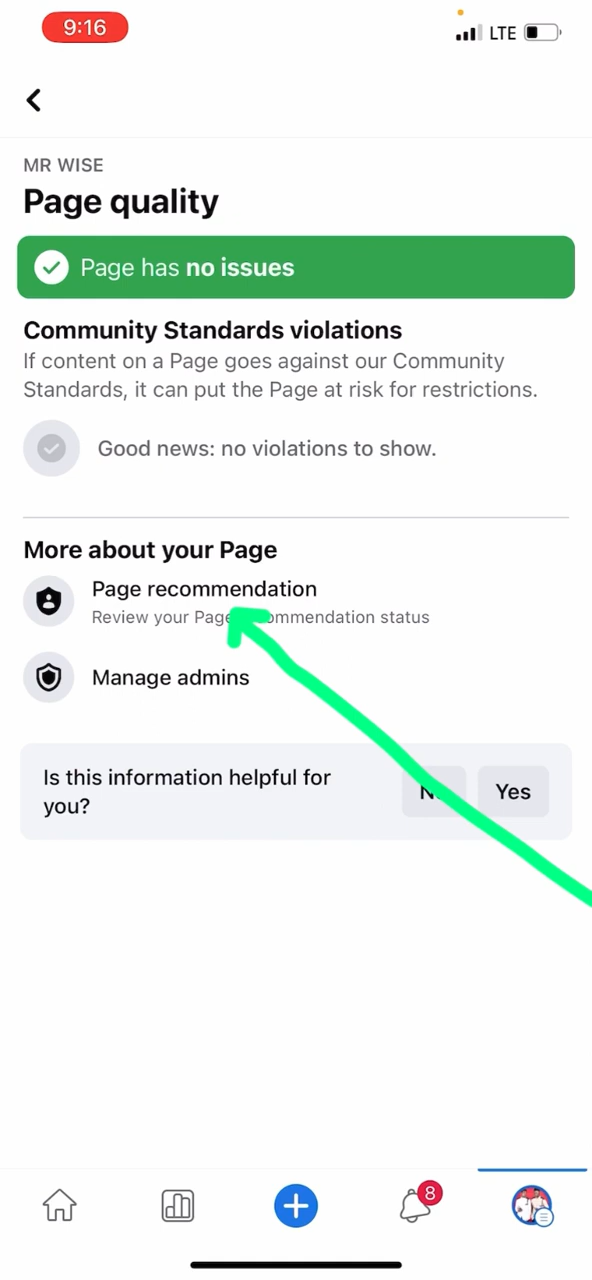 9:16
LTE
MR WISE
Page quality
Page has no issues
Community Standards violations
If content on a Page goes against our Community
Standards, it can put the Page at risk for restrictions.
Good news: no violations to show.
More about your Page
Page recommendation
Review your Page mmendation status
Manage admins
Is this information helpful for
you?
No
Yes
8